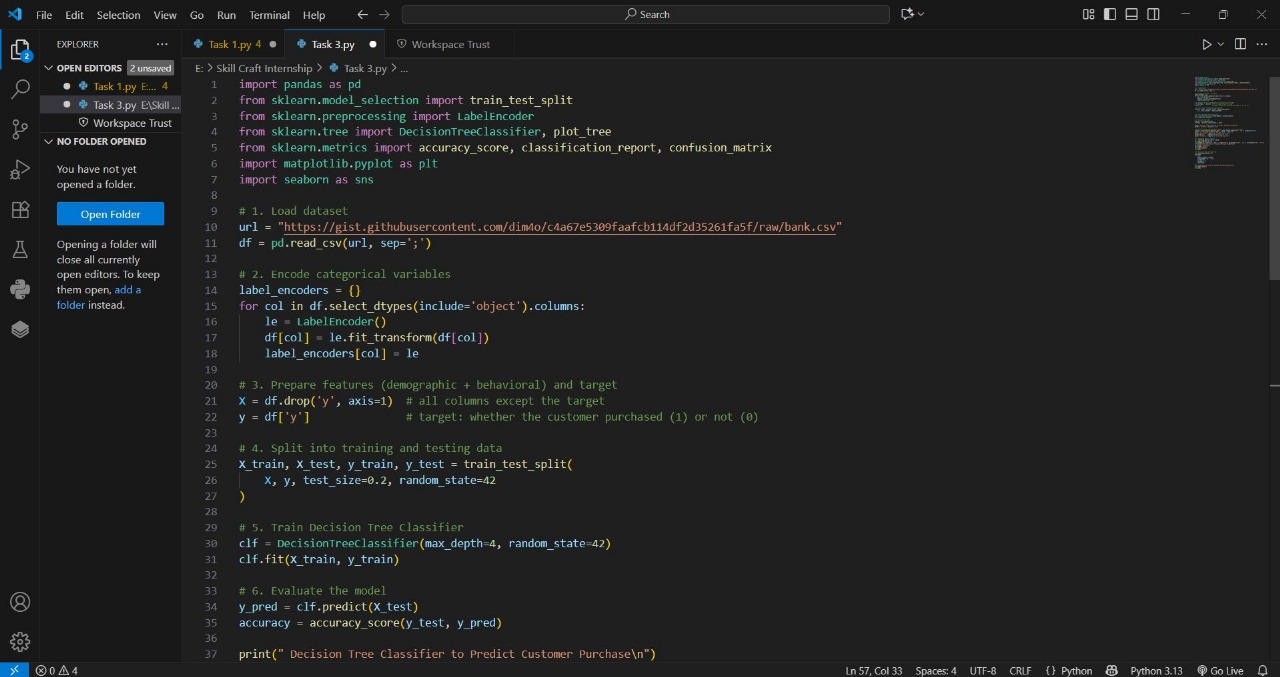 File Edit Selection View Go Run Terminal Help
Search
EXPLORER
OPEN EDITORS 2 unsaved
Task 1.py E:... 4
Task 3.py E:\Skill ...
Workspace Trust
NO FOLDER OPENED
You have not yet
opened a folder.
Open Folder
Opening a folder will
close all currently
open editors. To keep
them open, add a
folder instead.
2
Task 1.py 4
Task 3.py
Workspace Trust
E: > Skill Craft Internship > Task 3.py > ...
1 import pandas as pd
2 from sklearn.model_selection import train_test_split
3 from sklearn.preprocessing import LabelEncoder
4 from sklearn.tree import DecisionTreeClassifier, plot_tree
5 from sklearn.metrics import accuracy_score, classification_report, confusion_matrix
6 import matplotlib.pyplot as plt
7 import seaborn as sns
8
9 # 1. Load dataset
10 url = "https://gist.githubusercontent.com/dim4o/c4a67e5309faafcb114df2d35261fa5f/raw/bank.csv"
11 df = pd.read_csv(url, sep=';')
12
13 # 2. Encode categorical variables
14 label_encoders = {}
15 for col in df.select_dtypes(include='object').columns:
16     le = LabelEncoder()
17     df[col] = le.fit_transform(df[col])
18     label_encoders[col] = le
19
20 # 3. Prepare features (demographic + behavioral) and target
21 X = df.drop('y', axis=1)  # all columns except the target
22 y = df['y']               # target: whether the customer purchased (1) or not (0)
23
24 # 4. Split into training and testing data
25 X_train, X_test, y_train, y_test = train_test_split(
26     X, y, test_size=0.2, random_state=42
27 )
28
29 # 5. Train Decision Tree Classifier
30 clf = DecisionTreeClassifier(max_depth=4, random_state=42)
31 clf.fit(X_train, y_train)
32
33 # 6. Evaluate the model
34 y_pred = clf.predict(X_test)
35 accuracy = accuracy_score(y_test, y_pred)
36
37 print(" Decision Tree Classifier to Predict Customer Purchase\n")
0 4
Ln 57, Col 33 Spaces: 4 UTF-8 CRLF {} Python Python 3.13 Go Live